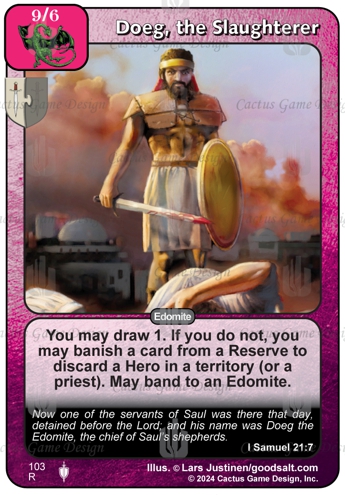 9/6
Doeg, the Slaughterer
Cactus Game Design
Edomite
You may draw 1. If you do not, you
may banish a card from a Reserve to
discard a Hero in a territory (or a
priest). May band to an Edomite.
Now one of the servants of Saul was there that day,
detained before the Lord; and his name was Doeg the
Edomite, the chief of Saul's shepherds.
I Samuel 21:7
103
R
Illus. © Lars Justinen/goodsalt.com
© 2024 Cactus Game Design, Inc.